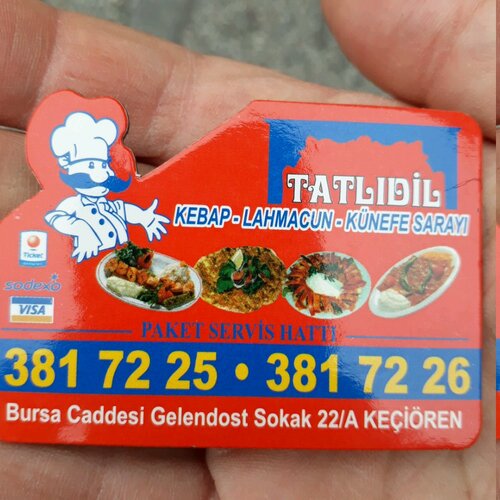 TATLIDİL
KEBAP - LAHMACUN - KÜNEFE SARAYI
Ticket
sodexo
VISA
PAKET SERVİS HATTI
381 72 25 • 381 72 26
Bursa Caddesi Gelendost Sokak 22/A KEÇİÖREN